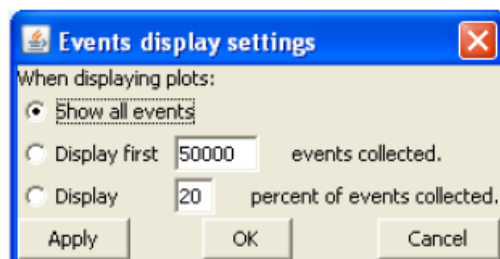 Events display settings
When displaying plots:
Show all events
Display first 50000 events collected.
Display 20 percent of events collected.
Apply OK Cancel